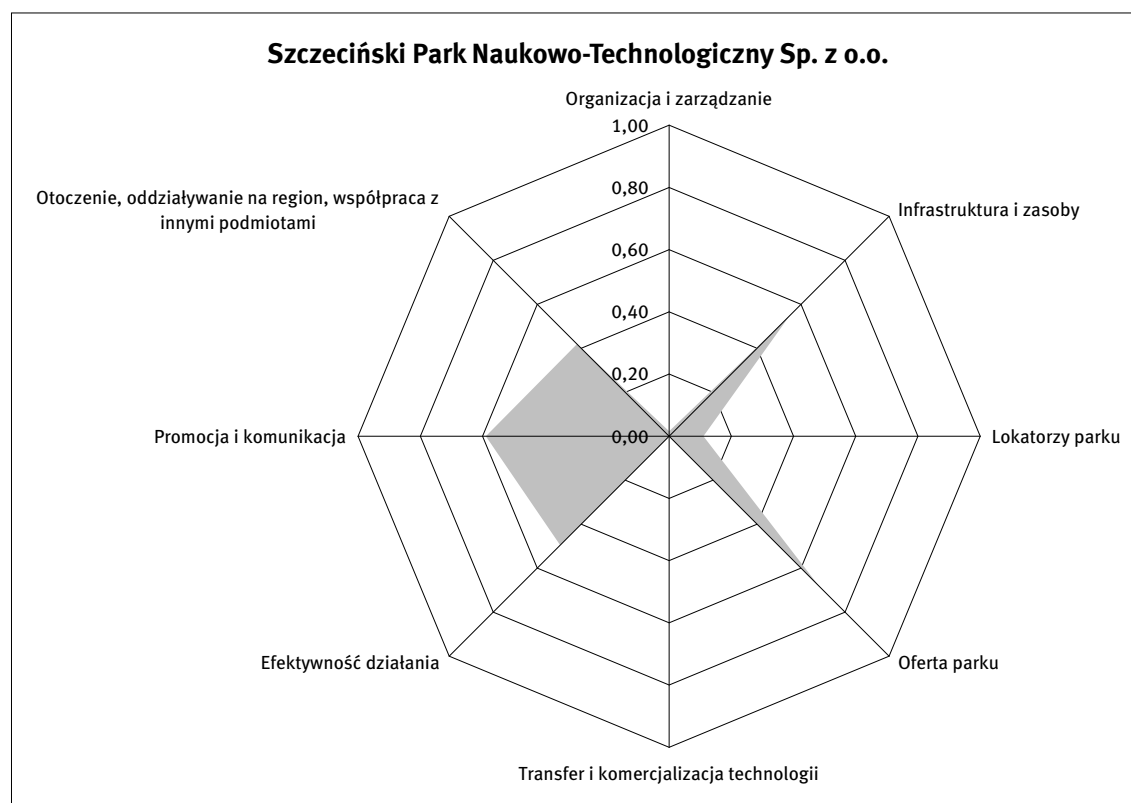 Szczeciński Park Naukowo-Technologiczny Sp. z o.o.
Organizacja i zarządzanie
1,00
Otoczenie, oddziaływanie na region, współpraca z
innymi podmiotami
0,80
Infrastruktura i zasoby
0,60
0,40
0,20
Promocja i komunikacja
0,00
Lokatorzy parku
Efektywność działania
Oferta parku
Transfer i komercjalizacja technologii